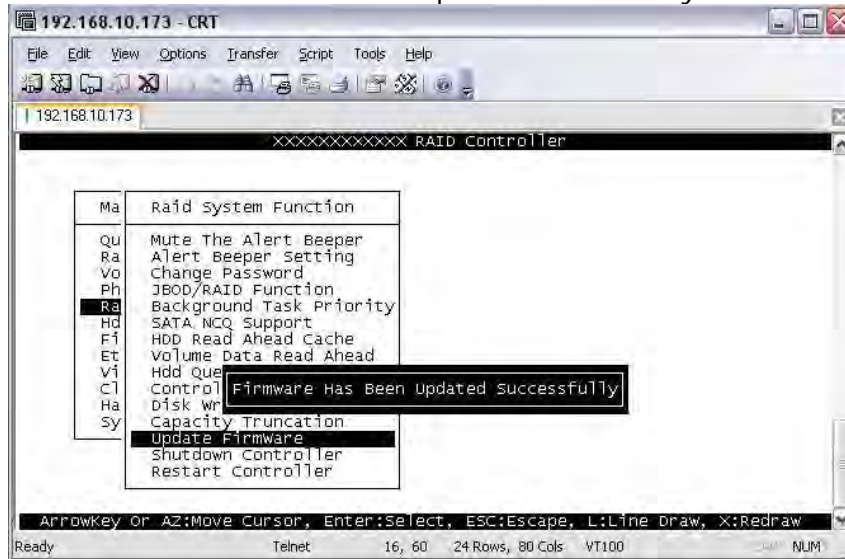 192.168.10.173 - CRT
File Edit View Options Transfer Script Tools Help
192.168.10.173
XXXXXXXXXXXX RAID Controller
Ma
Qu
Ra
Vo
Ph
Ra
Hd
Fi
Et
Vi
Cl
Ha
Sy
Raid System Function
Mute The Alert Beeper
Alert Beeper Setting
Change Password
JBOD/RAID Function
Background Task Priority
SATA NCQ Support
HDD Read Ahead Cache
Volume Data Read Ahead
Hdd Que
Control
Disk Wr
Capacity Truncation
Update Firmware
Shutdown Controller
Restart Controller
Firmware Has Been Updated Successfully
ArrowKey Or AZ:Move Cursor, Enter:Select, ESC:Escape, L:Line Draw, X:Redraw
Ready Telnet 16, 60 24 Rows, 80 Cols VT100 NUM